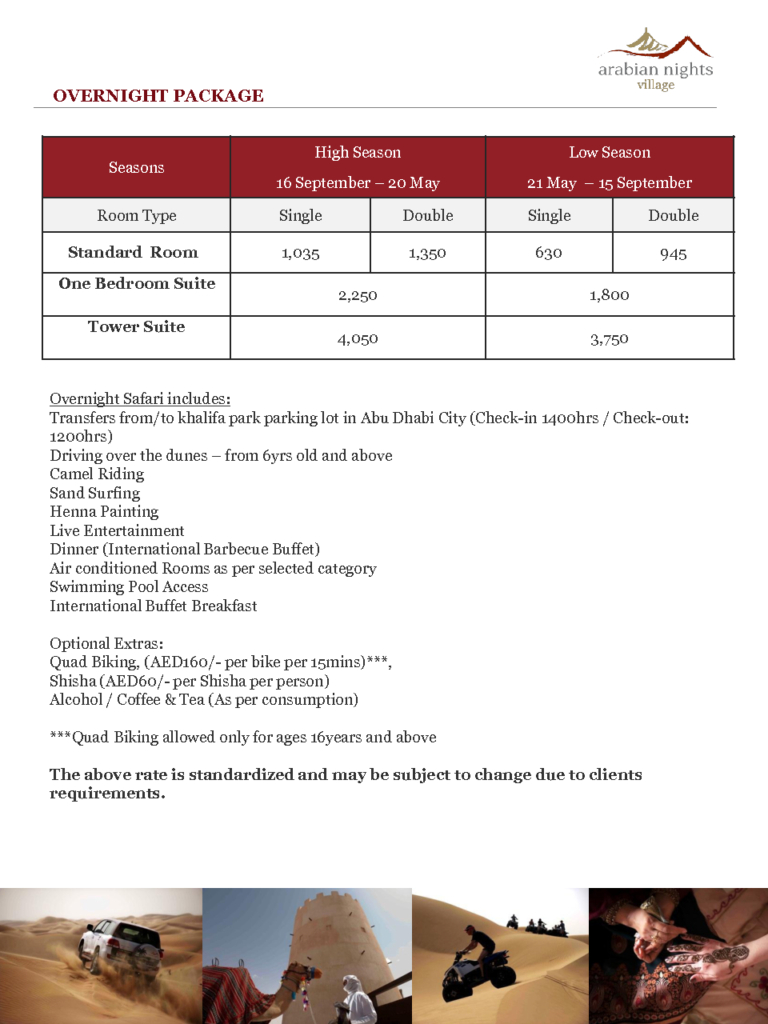 arabian nights
village
OVERNIGHT PACKAGE
Seasons
High Season
16 September – 20 May
Low Season
21 May – 15 September
Room Type Single Double Single Double
Standard Room 1,035 1,350 630 945
One Bedroom Suite 2,250 1,800
Tower Suite 4,050 3,750
Overnight Safari includes:
Transfers from/to khalifa park parking lot in Abu Dhabi City (Check-in 1400hrs / Check-out:
1200hrs)
Driving over the dunes – from 6yrs old and above
Camel Riding
Sand Surfing
Henna Painting
Live Entertainment
Dinner (International Barbecue Buffet)
Air conditioned Rooms as per selected category
Swimming Pool Access
International Buffet Breakfast
Optional Extras:
Quad Biking, (AED160/- per bike per 15mins)***,
Shisha (AED60/- per Shisha per person)
Alcohol / Coffee & Tea (As per consumption)
***Quad Biking allowed only for ages 16years and above
The above rate is standardized and may be subject to change due to clients
requirements.